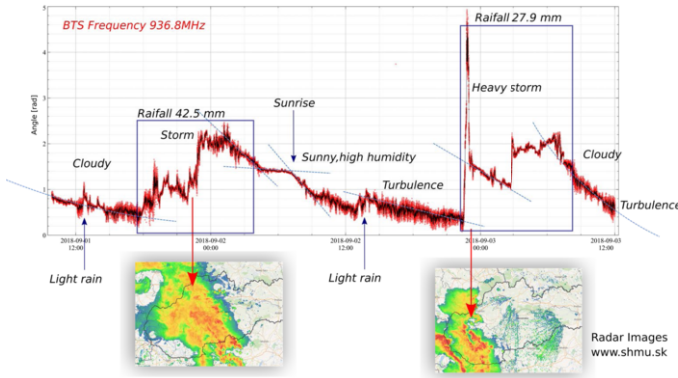 BTS Frequency 936.8MHz
Raifall 27.9 mm
Heavy storm
Raifall 42.5 mm
Sunrise
Storm
Cloudy
Sunny,high humidity
Cloudy
Turbulence
Turbulence
Angle [rad]
5
4
3
2
1
0
2018-09-01
12:00
2018-09-02
00:00
2018-09-02
12:00
2018-09-03
00:00
2018-09-03
12:00
Light rain
Light rain
Radar Images
www.shmu.sk